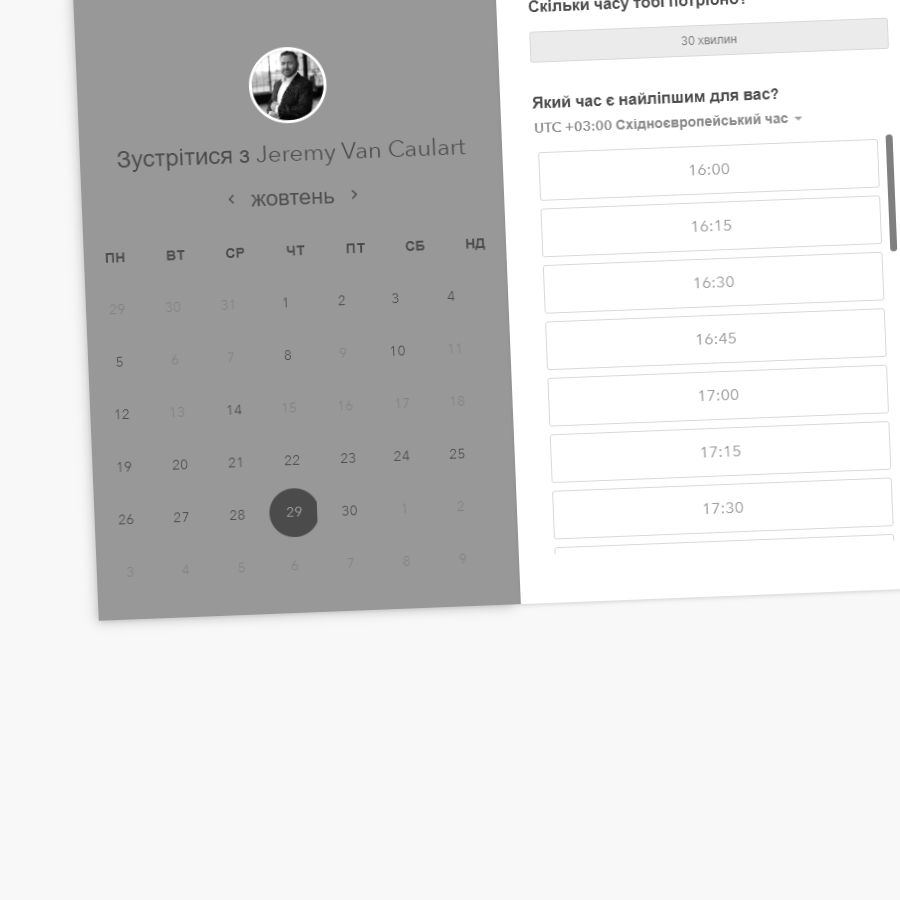 Зустрітися з Jeremy Van Caulart
‹ жовтень ›
ПН ВТ СР ЧТ ПТ СБ НД
29 30 31 1 2 3 4
5 6 7 8 9 10 11
12 13 14 15 16 17 18
19 20 21 22 23 24 25
26 27 28 29 30 1 2
3 4 5 6 7 8 9
Скільки часу тобі потрібно?
30 хвилин
Який час є найліпшим для вас?
UTC +03:00 Східноєвропейський час
16:00
16:15
16:30
16:45
17:00
17:15
17:30